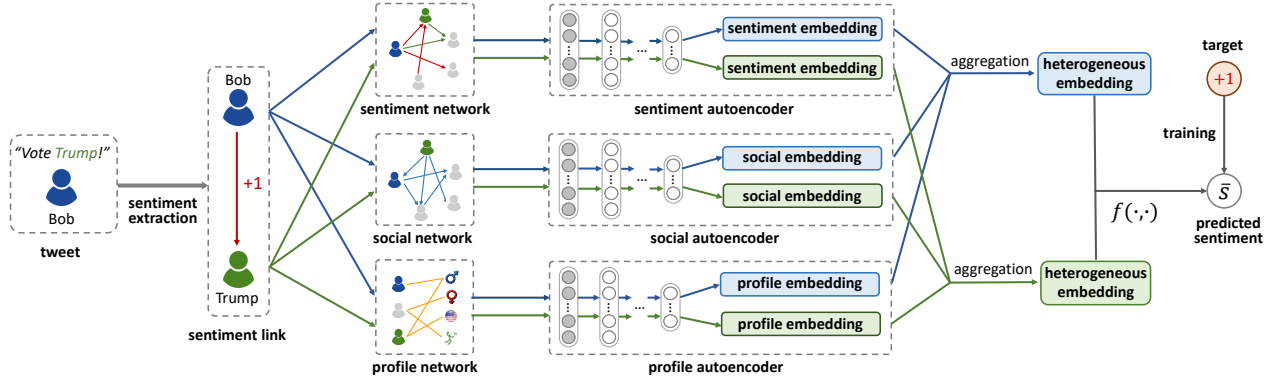 "Vote Trump!"
Bob
tweet
sentiment
extraction
Bob
+1
Trump
sentiment link
sentiment network
social network
profile network
...
sentiment embedding
sentiment embedding
sentiment autoencoder
...
social embedding
social embedding
social autoencoder
...
profile embedding
profile embedding
profile autoencoder
aggregation
heterogeneous
embedding
aggregation
heterogeneous
embedding
f(·,·)
target
+1
training
s̄
predicted
sentiment